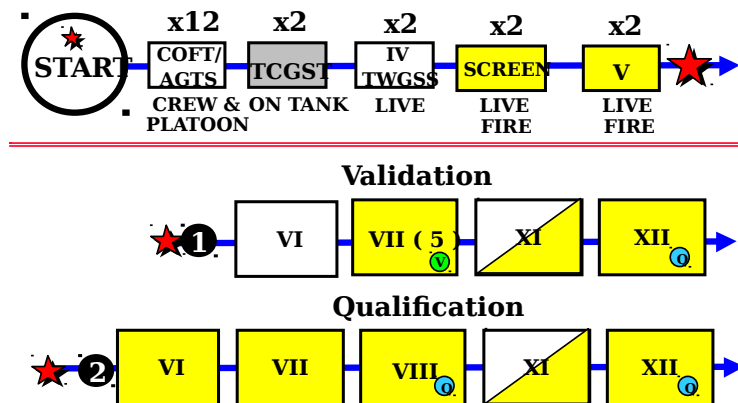 x12 x2 x2 x2 x2
START
COFT/
AGTS
TCGST
IV
TWGSS
SCREEN
V
CREW &
PLATOON
ON TANK
LIVE
LIVE
FIRE
LIVE
FIRE
Validation
1
VI
VII ( 5 )
V
XI
XII
Q
Qualification
2
VI
VII
VIII
Q
XI
XII
Q